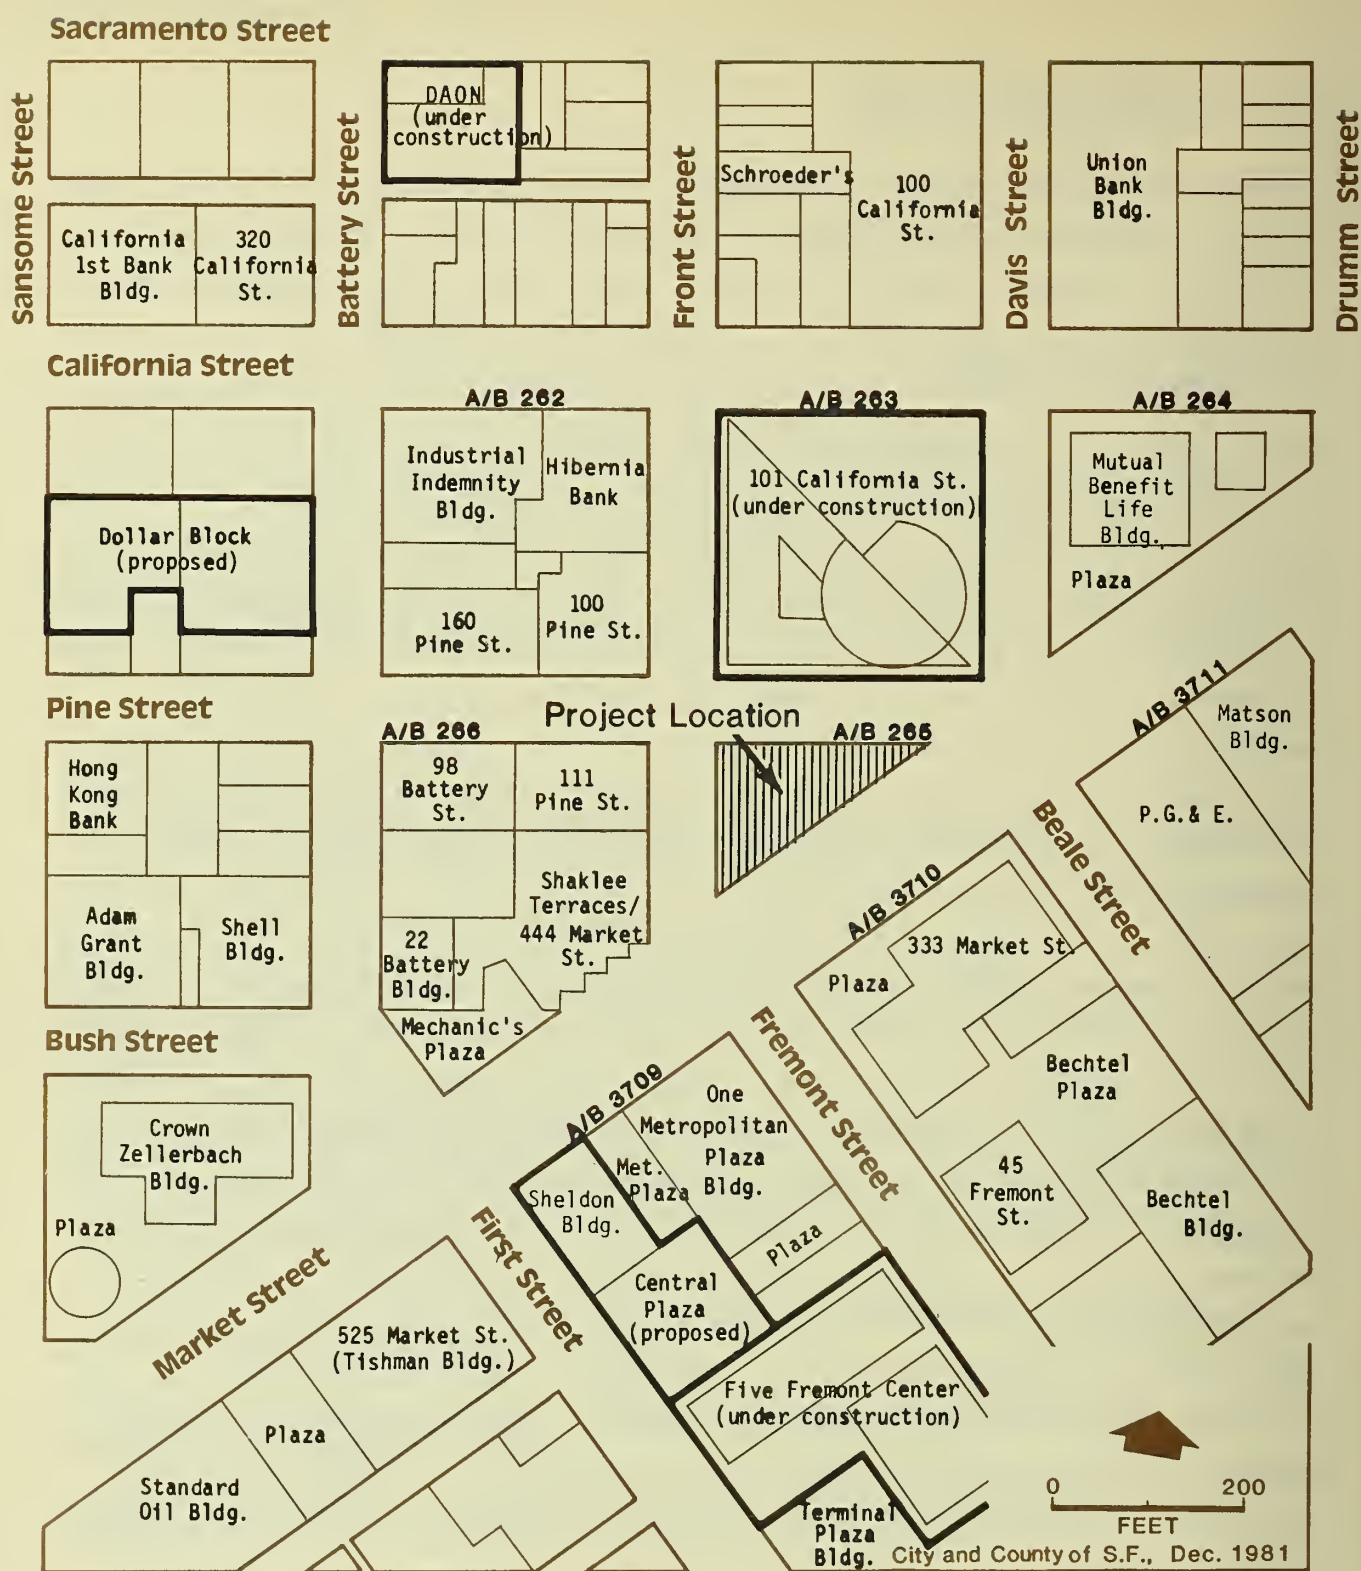 Sacramento Street
Sansome Street
Battery Street
Front Street
Davis Street
Drumm Street
DAON
(under
construction)
Schroeder's
100
California
St.
Union
Bank
Bldg.
California
1st Bank
Bldg.
320
California
St.
California Street
A/B 262
A/B 263
A/B 264
Industrial
Indemnity
Bldg.
Hibernia
Bank
101 California St.
(under construction)
Mutual
Benefit
Life
Bldg.
Plaza
Dollar Block
(proposed)
160
Pine St.
100
Pine St.
Pine Street
A/B 266
Project Location
A/B 265
A/B 3711
Matson
Bldg.
P.G.& E.
Hong
Kong
Bank
98
Battery
St.
111
Pine St.
Beale Street
Adam
Grant
Bldg.
Shell
Bldg.
Shaklee
Terraces/
444 Market
St.
22
Battery
Bldg.
Mechanic's
Plaza
A/B 3710
333 Market St.
Plaza
Fremont Street
Bechtel
Plaza
45
Fremont
St.
Bechtel
Bldg.
Bush Street
Crown
Zellerbach
Bldg.
Plaza
A/B 3709
One
Metropolitan
Plaza
Bldg.
Met.
Plaza
Sheldon
Bldg.
Plaza
First Street
Central
Plaza
(proposed)
Market Street
525 Market St.
(Tishman Bldg.)
Plaza
Standard
Oil Bldg.
Five Fremont Center
(under construction)
Terminal
Plaza
Bldg.
0 200
FEET
City and County of S.F., Dec. 1981